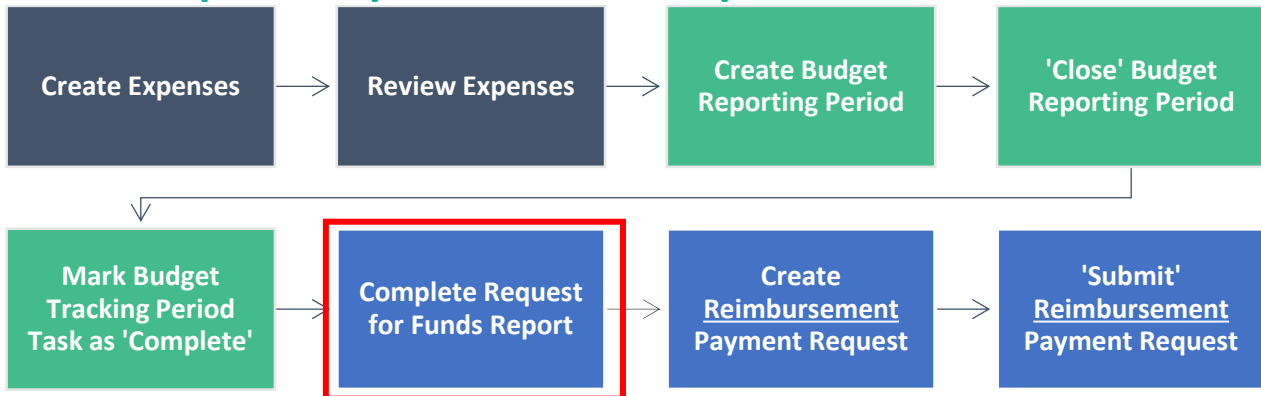 Create Expenses
Review Expenses
Create Budget
Reporting Period
'Close' Budget
Reporting Period
Mark Budget
Tracking Period
Task as 'Complete'
Complete Request
for Funds Report
Create
Reimbursement
Payment Request
'Submit'
Reimbursement
Payment Request